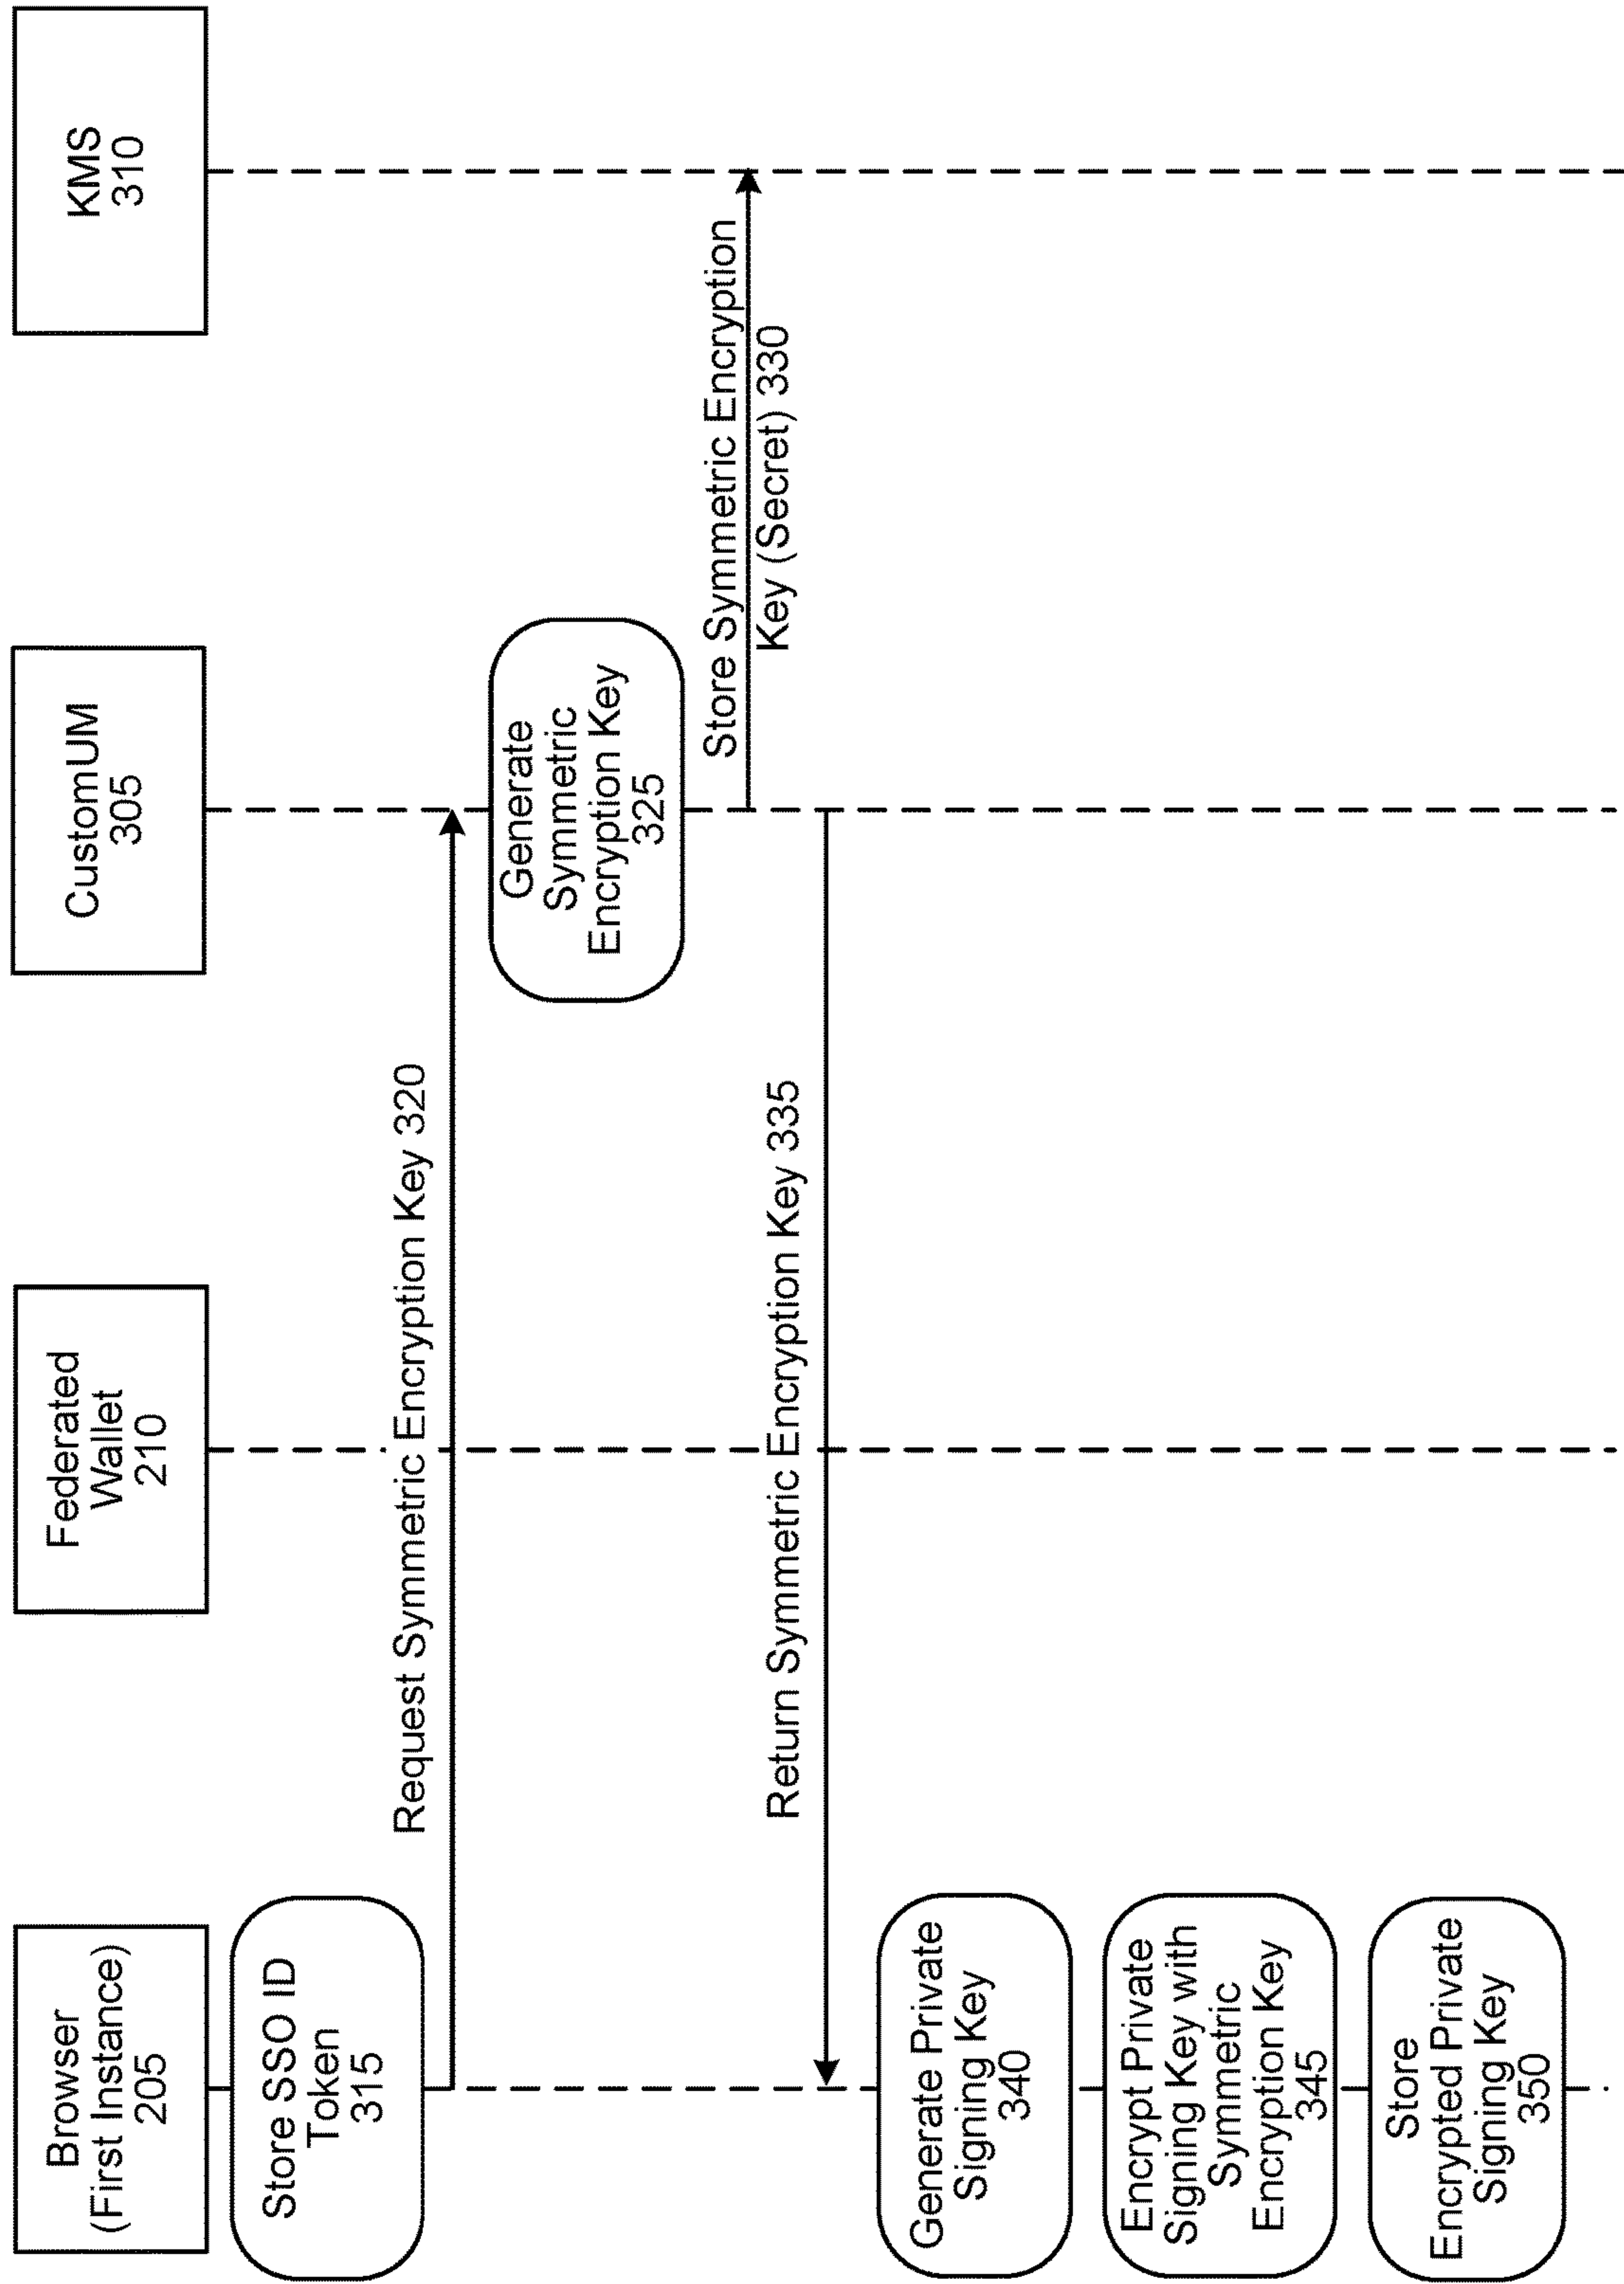 Browser
(First Instance)
205
Federated
Wallet
210
CustomUM
305
KMS
310
Store SSO ID
Token
315
Request Symmetric Encryption Key 320
Generate
Symmetric
Encryption Key
325
Store Symmetric Encryption
Key (Secret) 330
Return Symmetric Encryption Key 335
Generate Private
Signing Key
340
Encrypt Private
Signing Key with
Symmetric
Encryption Key
345
Store
Encrypted Private
Signing Key
350